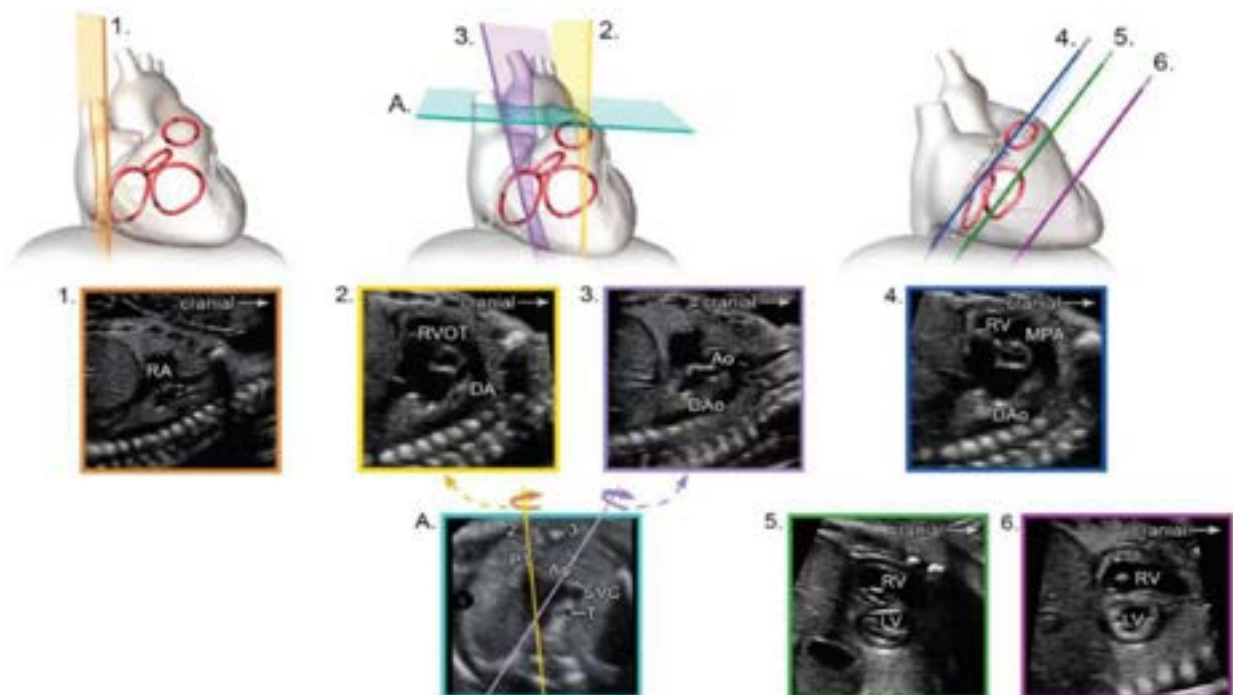 1.
3.
2.
A.
4.
5.
6.
1.
cranial
RA
2.
cranial
RVOT
DA
3.
cranial
Ao
DAo
4.
cranial
RV
MPA
DAo
A.
2
3
Ao
SVC
T
5.
cranial
RV
LV
6.
cranial
RV
LV